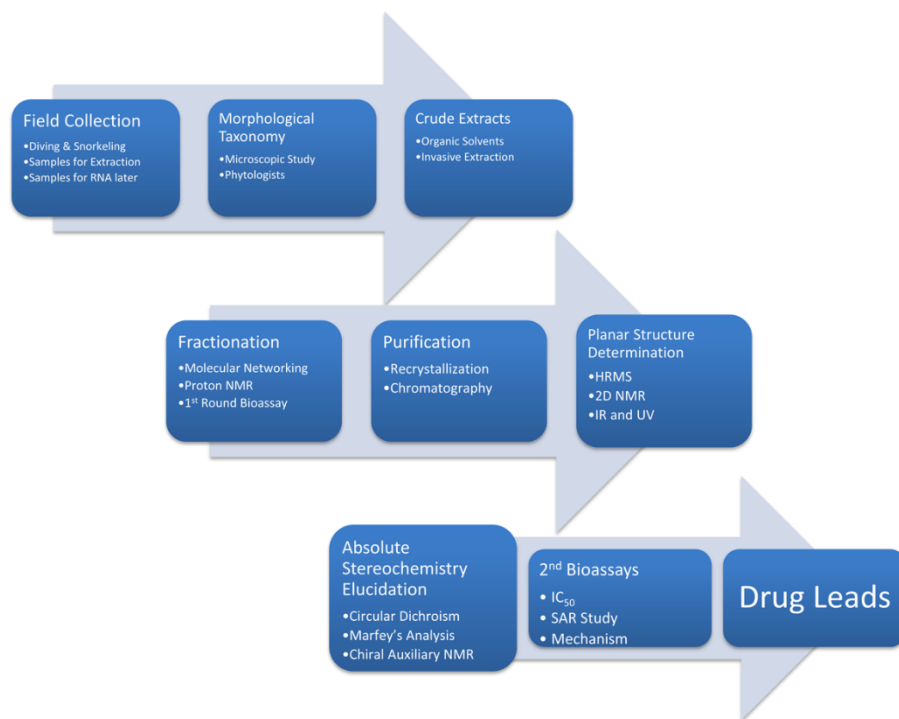 Field Collection
•Diving & Snorkeling
•Samples for Extraction
•Samples for RNA later
Morphological
Taxonomy
•Microscopic Study
•Phytologists
Crude Extracts
•Organic Solvents
•Invasive Extraction
Fractionation
•Molecular Networking
•Proton NMR
•1st Round Bioassay
Purification
•Recrystallization
•Chromatography
Planar Structure
Determination
•HRMS
•2D NMR
•IR and UV
Absolute
Stereochemistry
Elucidation
•Circular Dichroism
•Marfey's Analysis
•Chiral Auxiliary NMR
2nd Bioassays
• IC50
• SAR Study
• Mechanism
Drug Leads